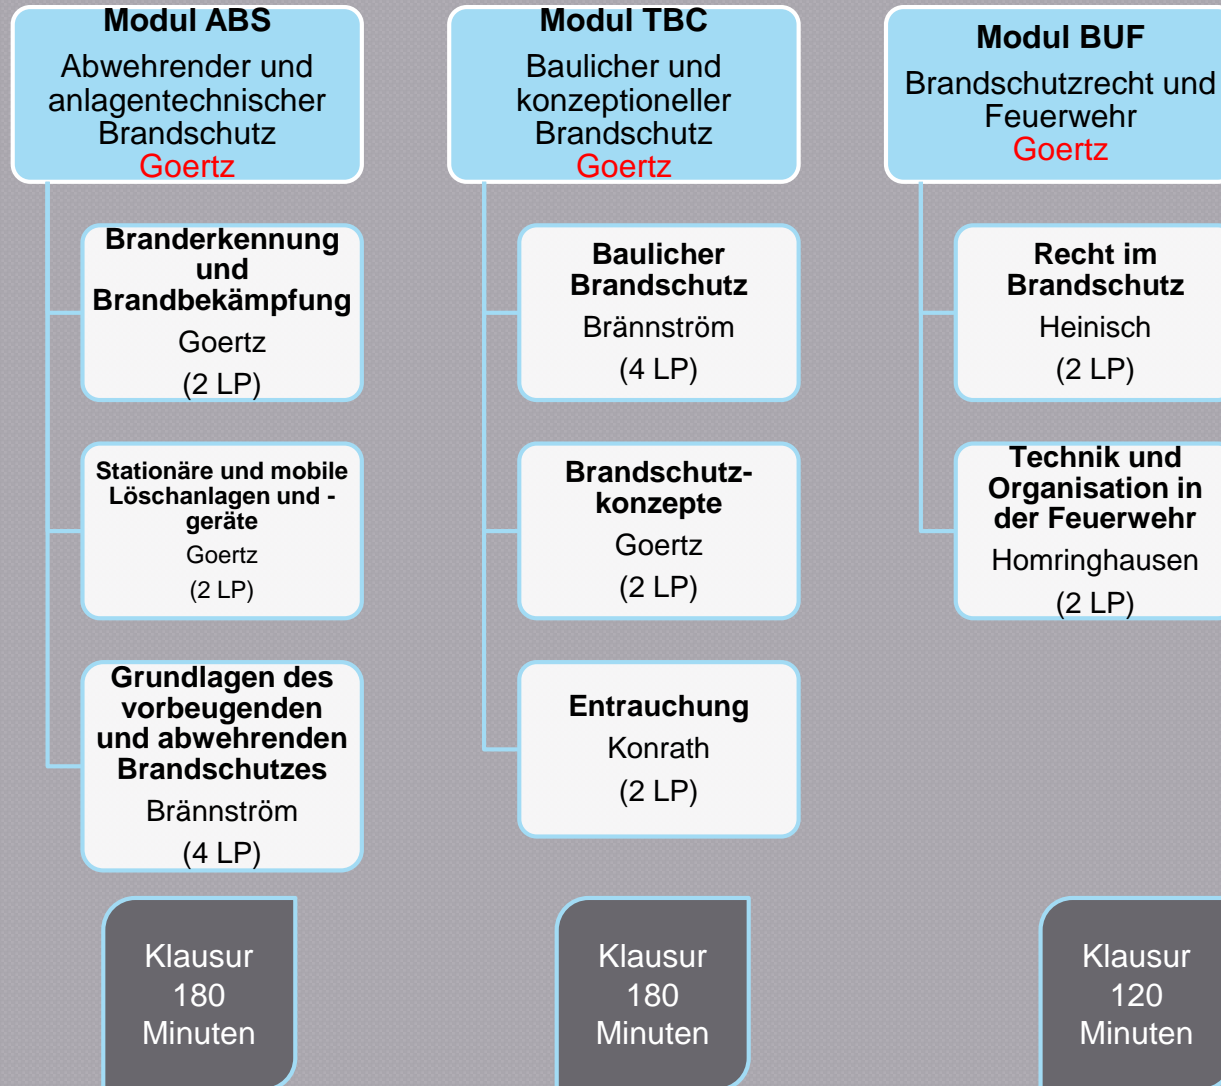 Modul ABS
Abwehrender und
anlagentechnischer
Brandschutz
Goertz
Branderkennung
und
Brandbekämpfung
Goertz
(2 LP)
Stationäre und mobile
Löschanlagen und -
geräte
Goertz
(2 LP)
Grundlagen des
vorbeugenden
und abwehrenden
Brandschutzes
Brännström
(4 LP)
Klausur
180
Minuten
Modul TBC
Baulicher und
konzeptioneller
Brandschutz
Goertz
Baulicher
Brandschutz
Brännström
(4 LP)
Brandschutz-
konzepte
Goertz
(2 LP)
Entrauchung
Konrath
(2 LP)
Klausur
180
Minuten
Modul BUF
Brandschutzrecht und
Feuerwehr
Goertz
Recht im
Brandschutz
Heinisch
(2 LP)
Technik und
Organisation in
der Feuerwehr
Homringhausen
(2 LP)
Klausur
120
Minuten